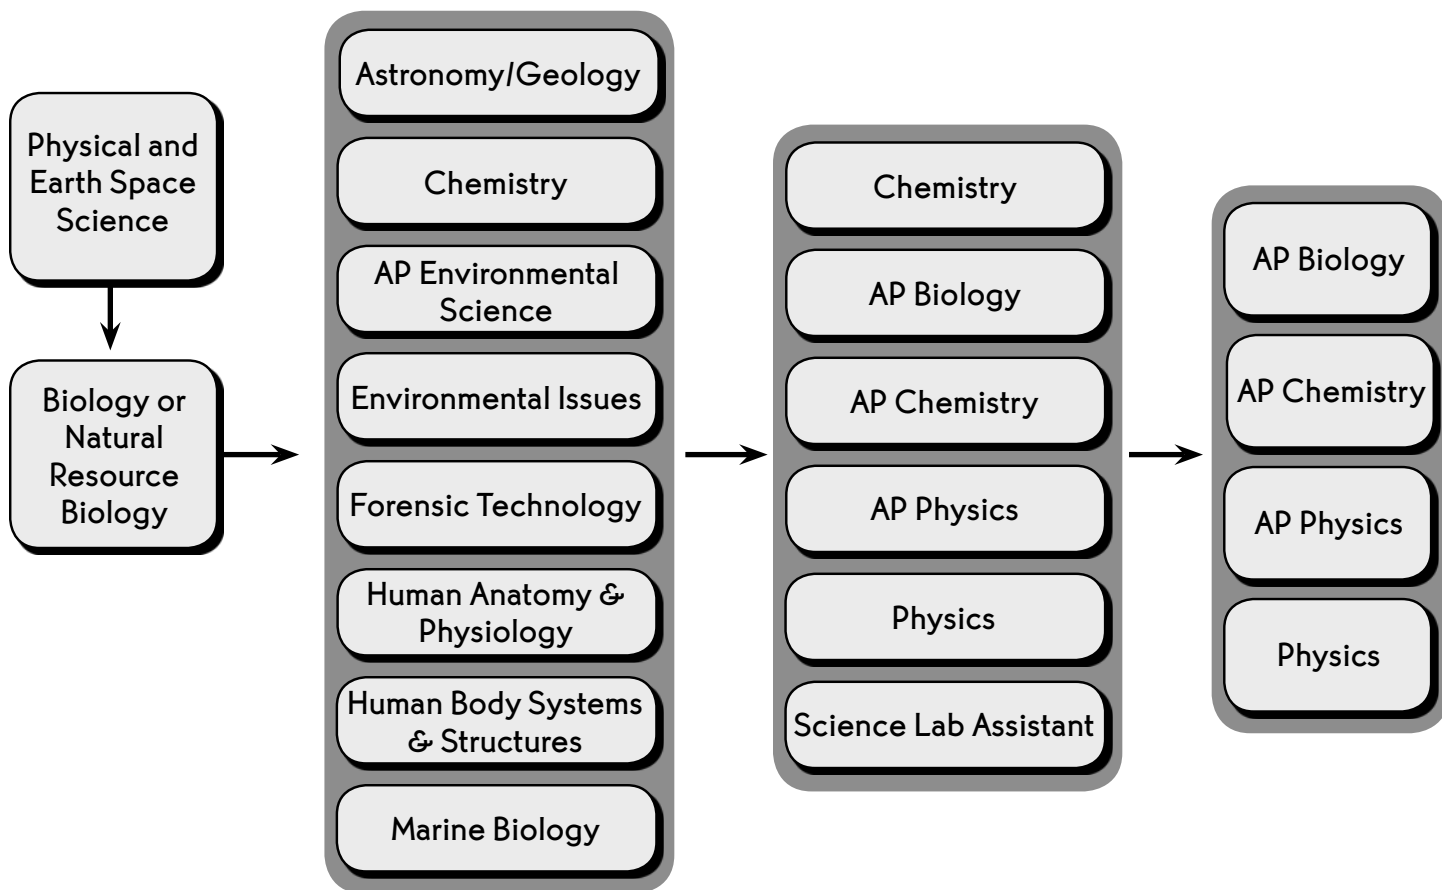 Physical and
Earth Space
Science
Biology or
Natural
Resource
Biology
Astronomy/Geology
Chemistry
AP Environmental
Science
Environmental Issues
Forensic Technology
Human Anatomy &
Physiology
Human Body Systems
& Structures
Marine Biology
Chemistry
AP Biology
AP Chemistry
AP Physics
Physics
Science Lab Assistant
AP Biology
AP Chemistry
AP Physics
Physics